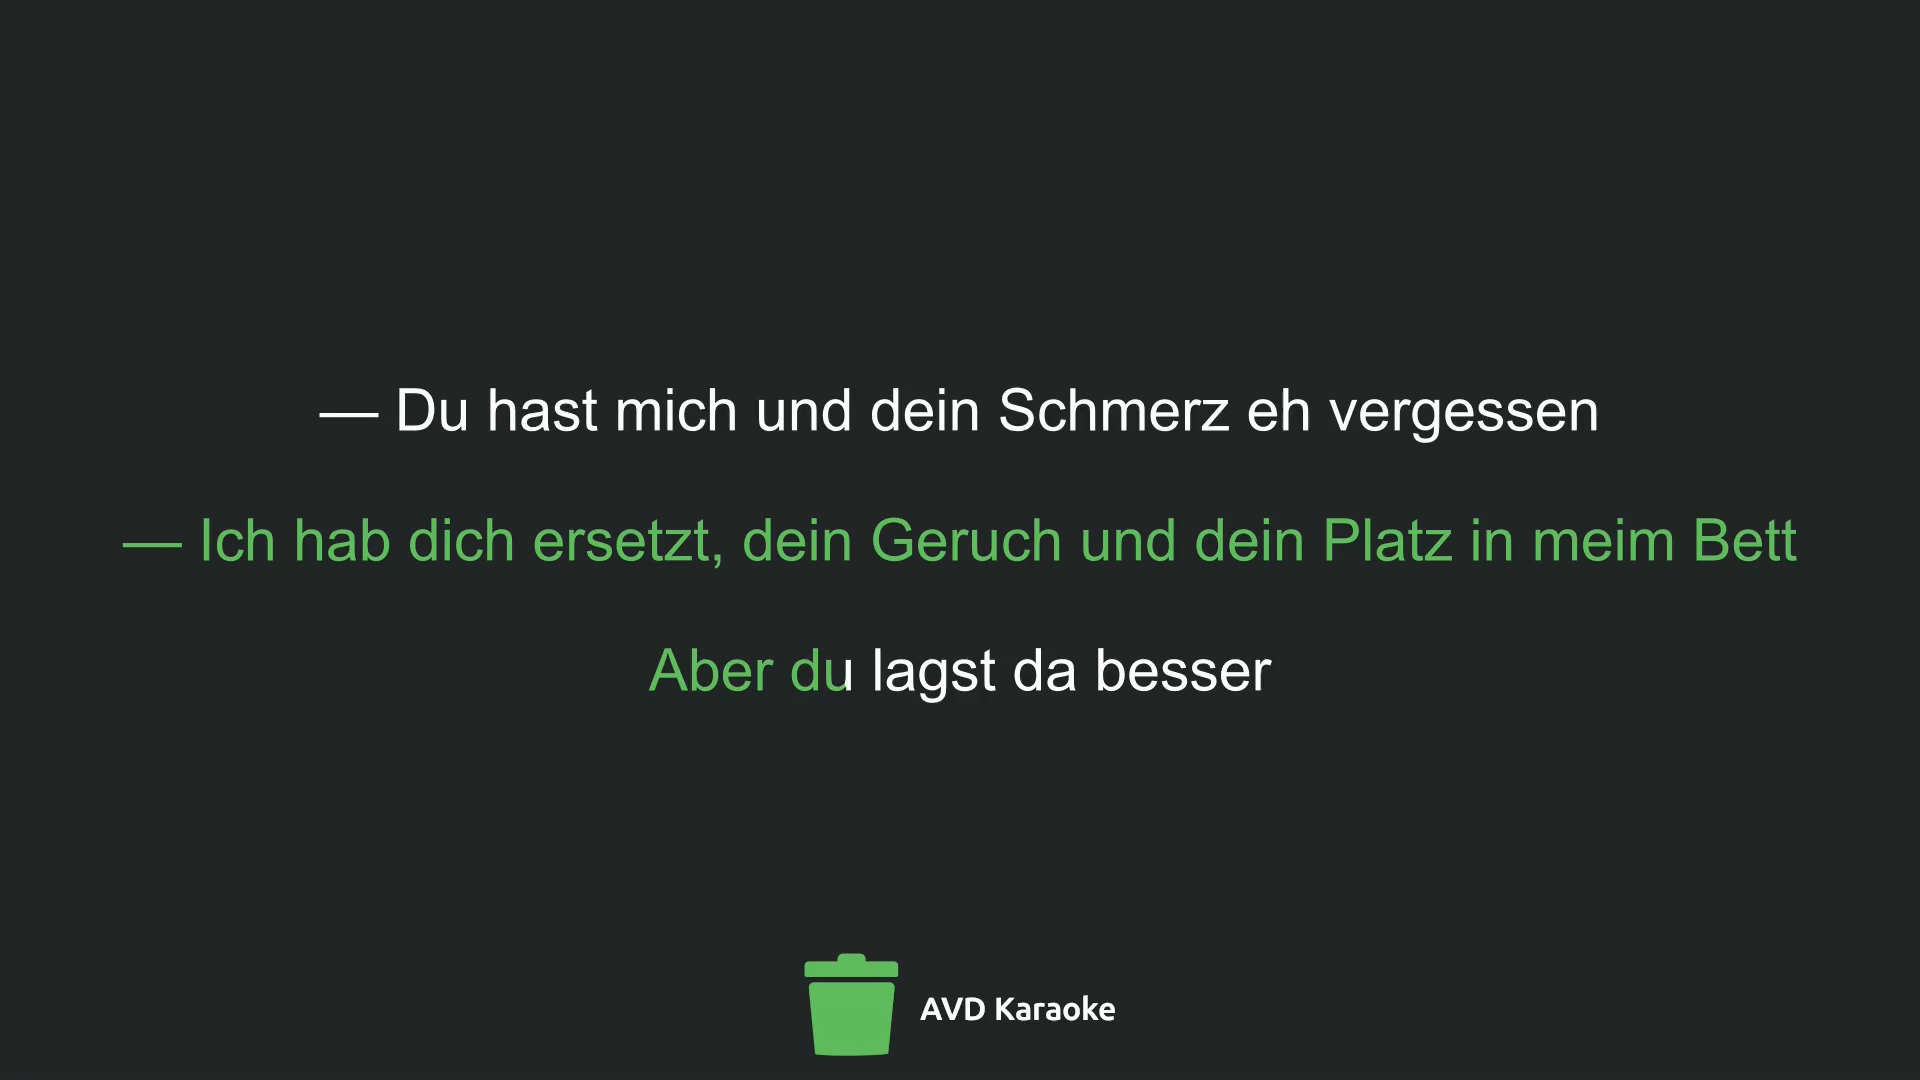 — Du hast mich und dein Schmerz eh vergessen
— Ich hab dich ersetzt, dein Geruch und dein Platz in meim Bett
Aber du lagst da besser
AVD Karaoke